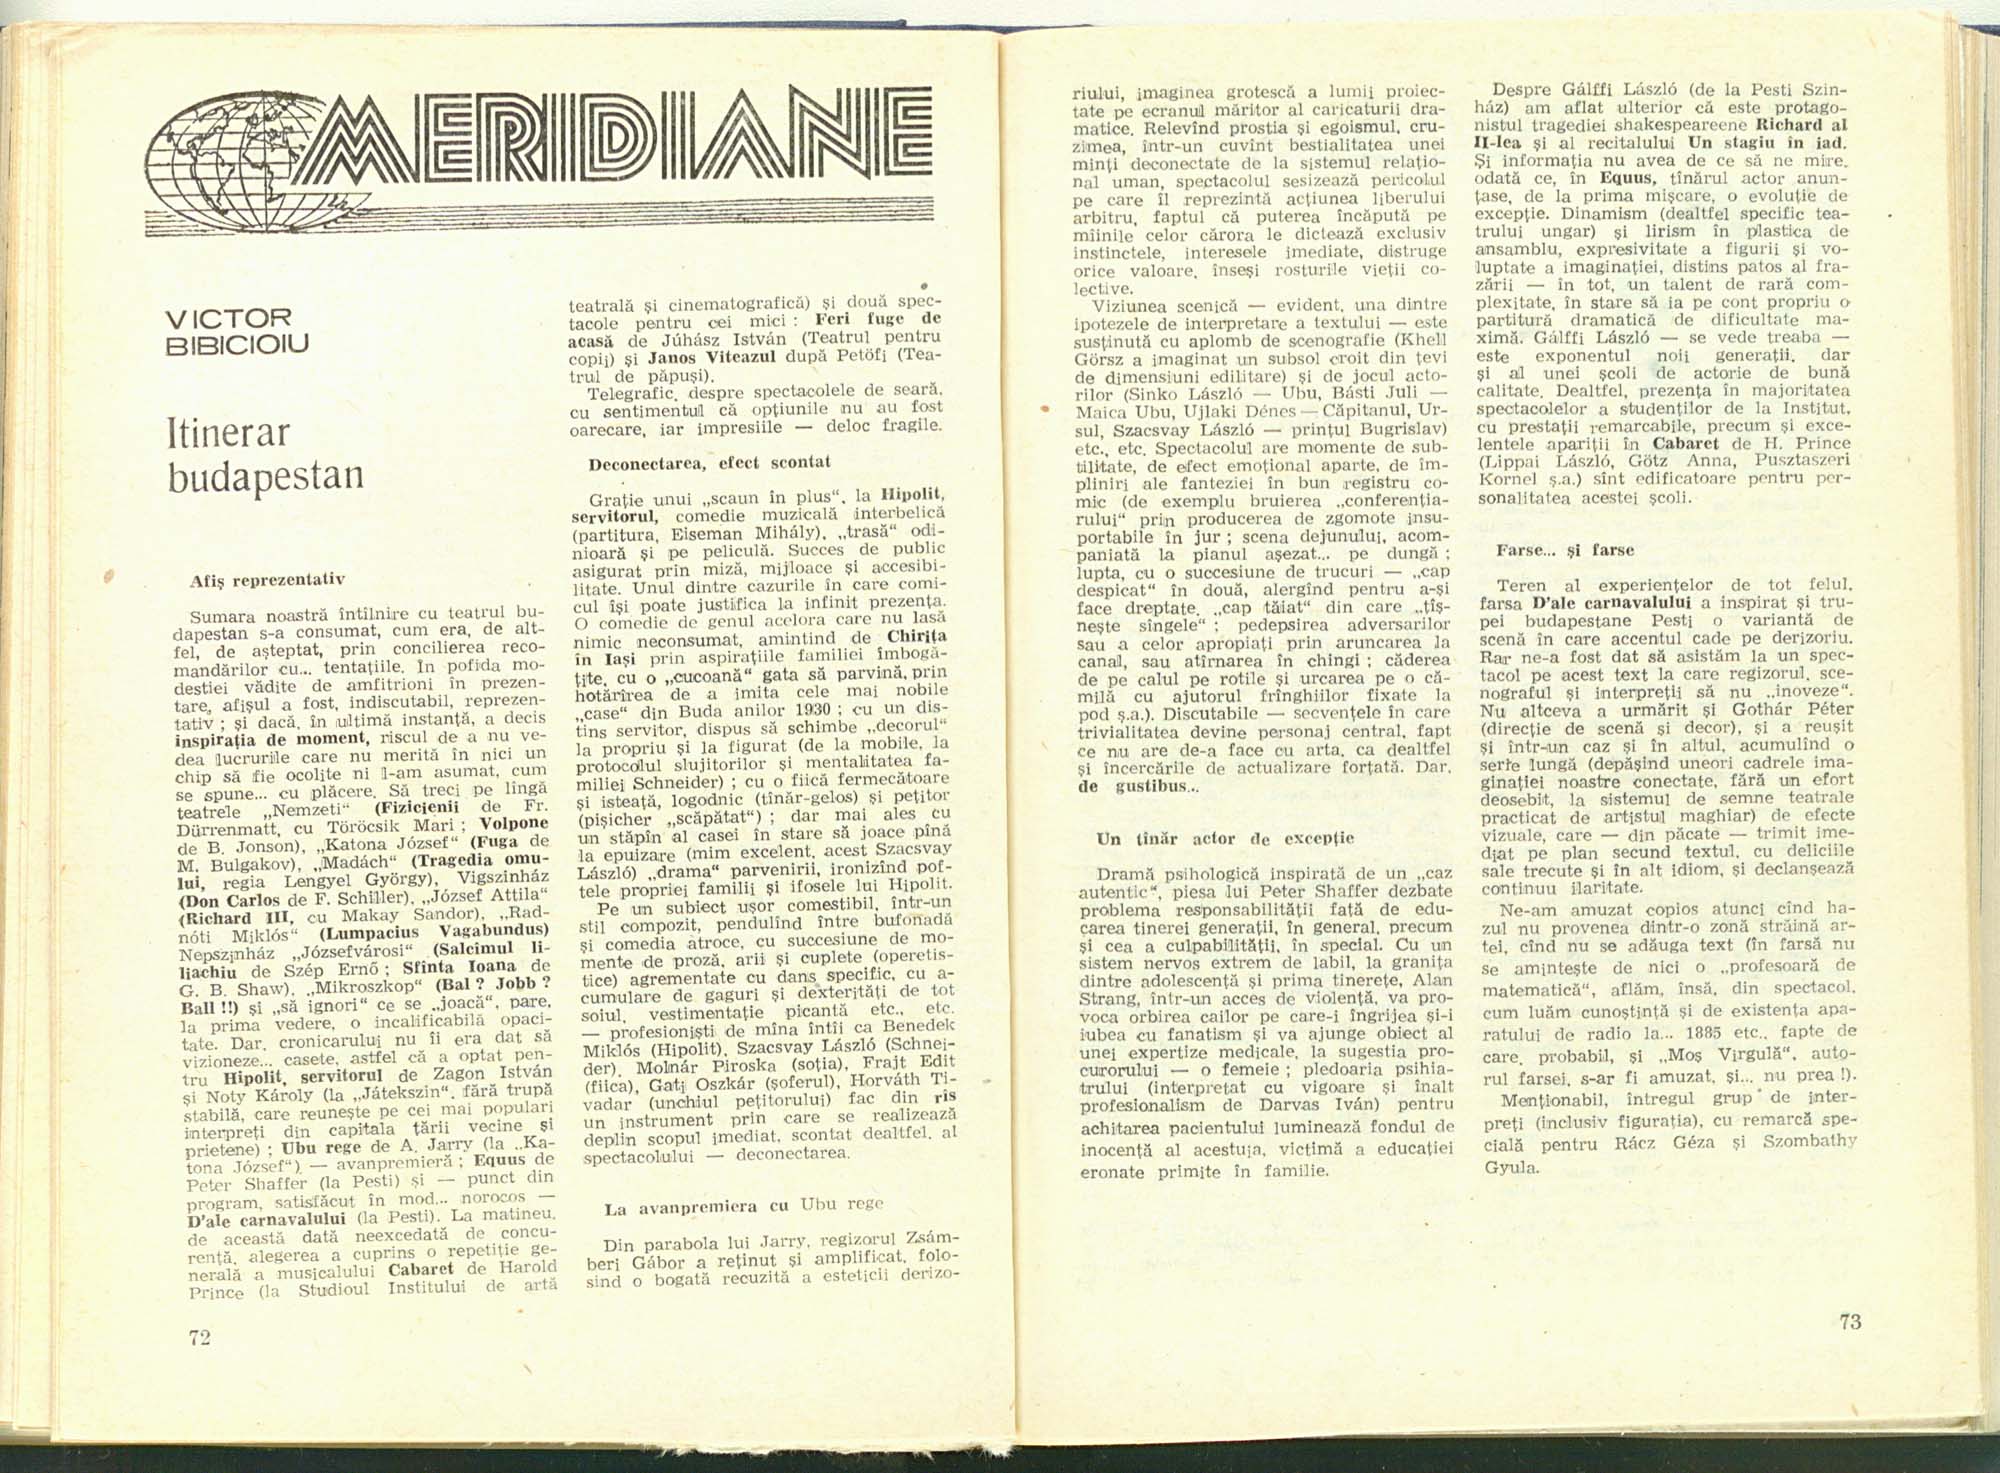 MERIDIANE
VICTOR
BIBICIOIU
Itinerar
budapestan
Afiş reprezentativ
Sumara noastră întîlnire cu teatrul bu-
dapestan s-a consumat, cum era, de alt-
fel, de aşteptat, prin concilierea reco-
mandărilor cu... tentaţiile. În pofida mo-
destiei vădite de amfitrioni în prezen-
tare, afişul a fost, indiscutabil, reprezen-
tativ ; şi dacă, în ultimă instanţă, a decis
inspiraţia de moment, riscul de a nu ve-
dea lucrurile care nu merită în nici un
chip să fie ocolite ni l-am asumat, cum
se spune... cu plăcere. Să treci pe lîngă
teatrele „Nemzeti“ (Fizicienii de Fr.
Dürrenmatt, cu Töröcsik Mari ; Volpone
de B. Jonson), „Katona József“ (Fuga de
M. Bulgakov), „Madách“ (Tragedia omu-
lui, regia Lengyel György), Vigszinház
(Don Carlos de F. Schiller), „József Attila“
(Richard III, cu Makay Sandor), „Rad-
nóti Miklós“ (Lumpacius Vagabundus)
Nepszinház „Józsefvárosi“ (Salcîmul li-
liachiu de Szép Ernő ; Sfînta Ioana de
G. B. Shaw), „Mikroszkop“ (Bal ? Jobb ?
Ball !!) şi „să ignori“ ce se „joacă“, pare,
la prima vedere, o incalificabilă opaci-
tate. Dar, cronicarului nu îi era dat să
vizioneze... casete, astfel că a optat pen-
tru Hipolit, servitorul de Zagon István
şi Noty Károly (la „Játekszin“, fără trupă
stabilă, care reuneşte pe cei mai populari
interpreţi din capitala ţării vecine şi
prietene) ; Ubu rege de A. Jarry (la „Ka-
tona József“) — avanpremieră ; Equus de
Peter Shaffer (la Pesti) şi — punct din
program, satisfăcut în mod... norocos —
D'ale carnavalului (la Pesti). La matineu,
de această dată neexcedată de concu-
renţă, alegerea a cuprins o repetiţie ge-
nerală a musicalului Cabaret de Harold
Prince (la Studioul Institului de artă
72
teatrală şi cinematografică) şi două spec-
tacole pentru cei mici : Feri fuge de
acasă de Júhász István (Teatrul pentru
copii) şi Janos Viteazul după Petöfi (Tea-
trul de păpuşi).
Telegrafic, despre spectacolele de seară,
cu sentimentul că opţiunile nu au fost
oarecare, iar impresiile — deloc fragile.
Deconectarea, efect scontat
Graţie unui „scaun în plus“, la Hipolit,
servitorul, comedie muzicală interbelică
(partitura, Eiseman Mihály), „trasă“ odi-
nioară şi pe peliculă. Succes de public
asigurat prin miză, mijloace şi accesibi-
litate. Unul dintre cazurile în care comi-
cul îşi poate justifica la infinit prezenţa.
O comedie de genul acelora care nu lasă
nimic neconsumat, amintind de Chiriţa
în Iaşi prin aspiraţiile familiei îmbogă-
ţite, cu o „cucoană“ gata să parvină, prin
hotărîrea de a imita cele mai nobile
„case“ din Buda anilor 1930 ; cu un dis-
tins servitor, dispus să schimbe „decorul“
la propriu şi la figurat (de la mobile, la
protocolul slujitorilor şi mentalitatea fa-
miliei Schneider) ; cu o fiică fermecătoare
şi isteaţă, logodnic (tînăr-gelos) şi peţitor
(pişicher „scăpătat“) ; dar mai ales cu
un stăpîn al casei în stare să joace pînă
la epuizare (mim excelent, acest Szacsvay
László) „drama“ parvenirii, ironizînd pof-
tele propriei familii şi ifosele lui Hipolit.
Pe un subiect uşor comestibil, într-un
stil compozit, pendulînd între bufonadă
şi comedia atroce, cu succesiune de mo-
mente de proză, arii şi cuplete (operetis-
tice) agrementate cu dans specific, cu a-
cumulare de gaguri şi dexterităţi de tot
soiul, vestimentaţie picantă etc., etc.
— profesionişti de mîna întîi ca Benedek
Miklós (Hipolit), Szacsvay László (Schnei-
der), Molnár Piroska (soţia), Frajt Edit
(fiica), Gati Oszkár (şoferul), Horváth Ti-
vadar (unchiul peţitorului) fac din rîs
un instrument prin care se realizează
deplin scopul imediat, scontat dealtfel, al
spectacolului — deconectarea.
La avanpremiera cu Ubu rege
Din parabola lui Jarry, regizorul Zsám-
beri Gábor a reţinut şi amplificat, folo-
sind o bogată recuzită a esteticii derizo-
riului, imaginea grotescă a lumii proiec-
tate pe ecranul măritor al caricaturii dra-
matice. Relevînd prostia şi egoismul, cru-
zimea, într-un cuvînt bestialitatea unei
minţi deconectate de la sistemul relaţio-
nal uman, spectacolul sesizează pericolul
pe care îl reprezintă acţiunea liberului
arbitru, faptul că puterea încăpută pe
mîinile celor cărora le dictează exclusiv
instinctele, interesele imediate, distruge
orice valoare, înseşi rosturile vieţii co-
lective.
Viziunea scenică — evident, una dintre
ipotezele de interpretare a textului — este
susţinută cu aplomb de scenografie (Khell
Görsz a imaginat un subsol croit din ţevi
de dimensiuni edilitare) şi de jocul acto-
rilor (Sinko László — Ubu, Básti Juli —
Maica Ubu, Ujlaki Dénes — Căpitanul, Ur-
sul, Szacsvay László — prinţul Bugrislav)
etc., etc. Spectacolul are momente de sub-
tilitate, de efect emoţional aparte, de îm-
pliniri ale fanteziei în bun registru co-
mic (de exemplu bruierea „conferenţia-
rului“ prin producerea de zgomote insu-
portabile în jur ; scena dejunului, acom-
paniată la pianul aşezat... pe dungă ;
lupta, cu o succesiune de trucuri — „cap
despicat“ în două, alergînd pentru a-şi
face dreptate, „cap tăiat“ din care „ţîş-
neşte sîngele“ ; pedepsirea adversarilor
sau a celor apropiaţi prin aruncarea la
canal, sau atîrnarea în chingi ; căderea
de pe calul pe rotile şi urcarea pe o că-
milă cu ajutorul frînghiilor fixate la
pod ş.a.). Discutabile — secvenţele în care
trivialitatea devine personaj central, fapt
ce nu are de-a face cu arta, ca dealtfel
şi încercările de actualizare forţată. Dar,
de gustibus...
Un tînăr actor de excepţie
Dramă psihologică inspirată de un „caz
autentic“, piesa lui Peter Shaffer dezbate
problema responsabilităţii faţă de edu-
carea tinerei generaţii, în general, precum
şi cea a culpabilităţii, în special. Cu un
sistem nervos extrem de labil, la graniţa
dintre adolescenţă şi prima tinereţe, Alan
Strang, într-un acces de violenţă, va pro-
voca orbirea cailor pe care-i îngrijea şi-i
iubea cu fanatism şi va ajunge obiect al
unei expertize medicale, la sugestia pro-
curorului — o femeie ; pledoaria psihia-
trului (interpretat cu vigoare şi înalt
profesionalism de Darvas Iván) pentru
achitarea pacientului luminează fondul de
inocenţă al acestuia, victimă a educaţiei
eronate primite în familie.
Despre Gálffi László (de la Pesti Szin-
ház) am aflat ulterior că este protago-
nistul tragediei shakespeareene Richard al
II-lea şi al recitalului Un stagiu în iad.
Şi informaţia nu avea de ce să ne mire,
odată ce, în Equus, tînărul actor anun-
ţase, de la prima mişcare, o evoluţie de
excepţie. Dinamism (dealtfel specific tea-
trului ungar) şi lirism în plastica de
ansamblu, expresivitate a figurii şi vo-
luptate a imaginaţiei, distins patos al fra-
zării — în tot, un talent de rară com-
plexitate, în stare să ia pe cont propriu o
partitură dramatică de dificultate ma-
ximă. Gálffi László — se vede treaba —
este exponentul noii generaţii, dar
şi al unei şcoli de actorie de bună
calitate. Dealtfel, prezenţa în majoritatea
spectacolelor a studenţilor de la Institut,
cu prestaţii remarcabile, precum şi exce-
lentele apariţii în Cabaret de H. Prince
(Lippai László, Götz Anna, Pusztaszeri
Kornel ş.a.) sînt edificatoare pentru per-
sonalitatea acestei şcoli.
Farse... şi farse
Teren al experienţelor de tot felul,
farsa D'ale carnavalului a inspirat şi tru-
pei budapestane Pesti o variantă de
scenă în care accentul cade pe derizoriu.
Rar ne-a fost dat să asistăm la un spec-
tacol pe acest text la care regizorul, sce-
nograful şi interpreţii să nu „inoveze“.
Nu altceva a urmărit şi Gothár Péter
(direcţie de scenă şi decor), şi a reuşit
şi într-un caz şi în altul, acumulînd o
serie lungă (depăşind uneori cadrele ima-
ginaţiei noastre conectate, fără un efort
deosebit, la sistemul de semne teatrale
practicat de artistul maghiar) de efecte
vizuale, care — din păcate — trimit ime-
diat pe plan secund textul, cu deliciile
sale trecute şi în alt idiom, şi declanşează
continuu ilaritate.
Ne-am amuzat copios atunci cînd ha-
zul nu provenea dintr-o zonă străină ar-
tei, cînd nu se adăuga text (în farsă nu
se aminteşte de nici o „profesoară de
matematică“, aflăm, însă, din spectacol,
cum luăm cunoştinţă şi de existenţa apa-
ratului de radio la... 1885 etc., fapte de
care, probabil, şi „Moş Virgulă“, auto-
rul farsei, s-ar fi amuzat, şi... nu prea !).
Menţionabil, întregul grup de inter-
preţi (inclusiv figuraţia), cu remarcă spe-
cială pentru Rácz Géza şi Szombathy
Gyula.
73